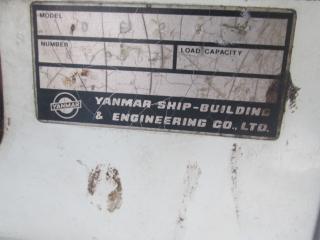 MODEL
NUMBER
LOAD CAPACITY
YANMAR
YANMAR SHIP-BUILDING
& ENGINEERING CO., LTD.